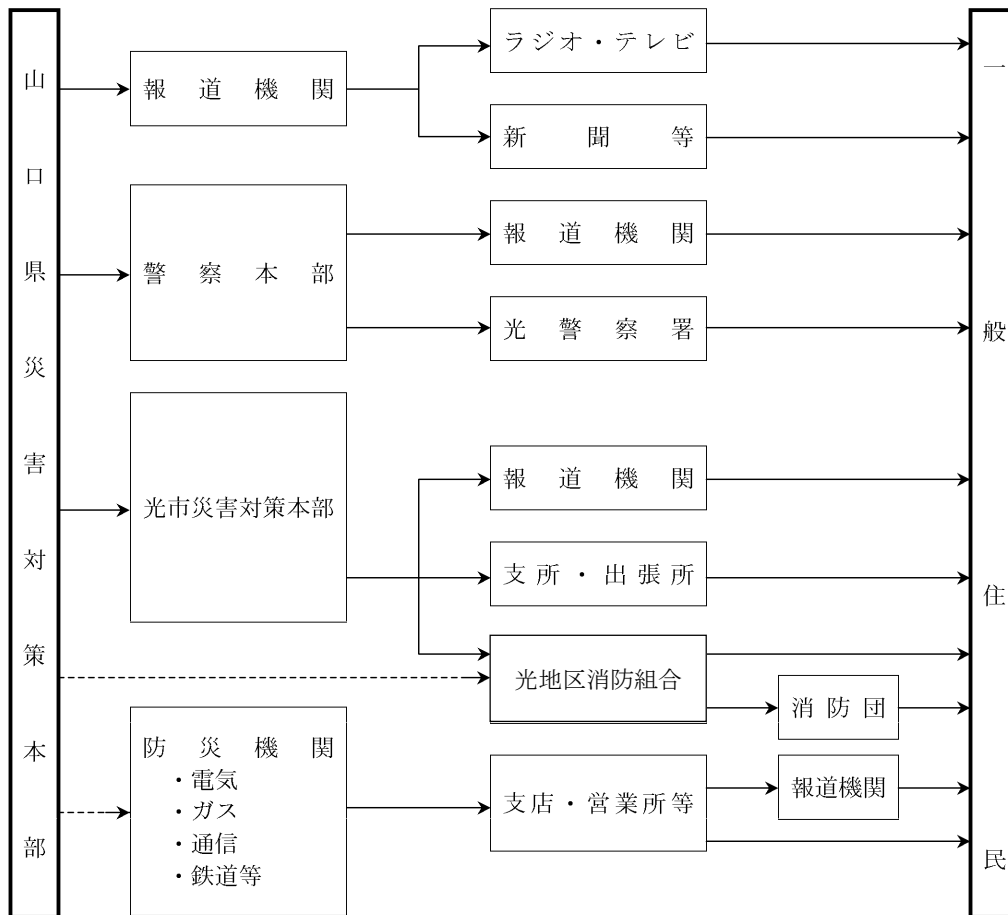 山口県災害対策本部
報道機関
ラジオ・テレビ
新聞等
警察本部
報道機関
光警察署
光市災害対策本部
報道機関
支所・出張所
光地区消防組合
消防団
防災機関
・電気
・ガス
・通信
・鉄道等
支店・営業所等
報道機関
一般住民